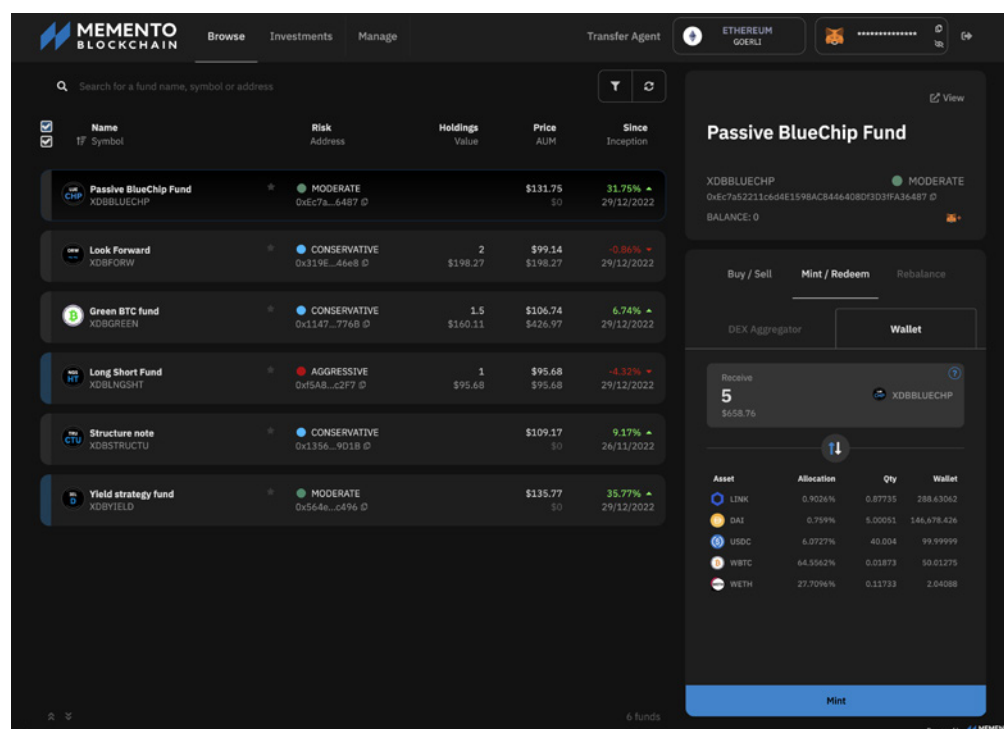 MEMENTO
BLOCKCHAIN
Browse
Investments
Manage
Transfer Agent
ETHEREUM
GOERLI
**************
Search for a fund name, symbol or address
Name
Symbol
Risk
Address
Holdings
Value
Price
AUM
Since
Inception
Passive BlueChip Fund
XDBBLUECHP
MODERATE
0xEc7a...6487
$131.75
$0
31.75%
29/12/2022
Look Forward
XDBFORW
CONSERVATIVE
0x319E...46e8
2
$198.27
$99.14
$198.27
-0.86%
29/12/2022
Green BTC fund
XDBGREEN
CONSERVATIVE
0x1147...776B
1.5
$160.11
$106.74
$426.97
6.74%
29/12/2022
Long Short Fund
XDBLNGSHT
AGGRESSIVE
0xf5A8...c2F7
1
$95.68
$95.68
$95.68
-4.32%
29/12/2022
Structure note
XDBSTRUCTU
CONSERVATIVE
0x1356...9D1B
$109.17
$0
9.17%
26/11/2022
Yield strategy fund
XDBYIELD
MODERATE
0x564e...c496
$135.77
$0
35.77%
29/12/2022
6 funds
View
Passive BlueChip Fund
XDBBLUECHP
MODERATE
0xEc7a52211c6d4E1598AC8446408Df3D3fFA36487
BALANCE: 0
Buy / Sell
Mint / Redeem
Rebalance
DEX Aggregator
Wallet
Receive
5
$658.76
XDBBLUECHP
Asset Allocation Qty Wallet
LINK 0.9026% 0.87735 288.63062
DAI 0.759% 5.00051 146,678.426
USDC 6.0727% 40.004 99.99999
WBTC 64.5562% 0.01873 50.01275
WETH 27.7096% 0.11733 2.04088
Mint